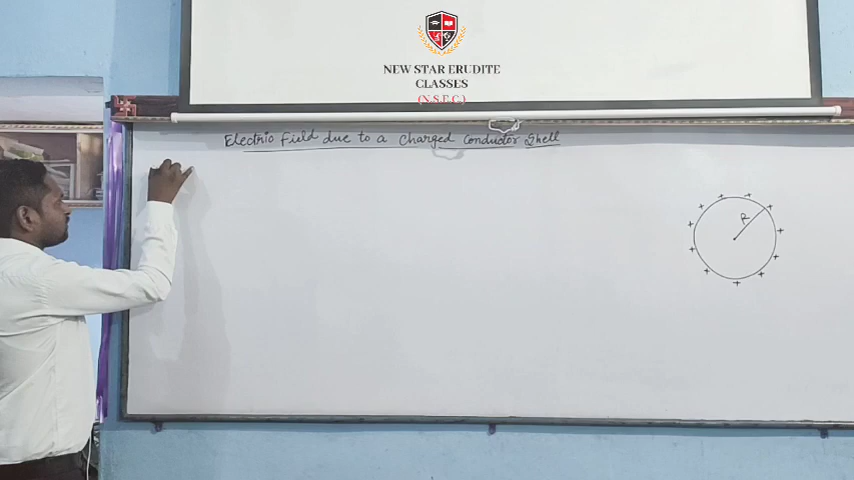 NEW STAR ERUDITE
CLASSES
(N.S.E.C.)
Electric Field due to a Charged Conductor Shell
R